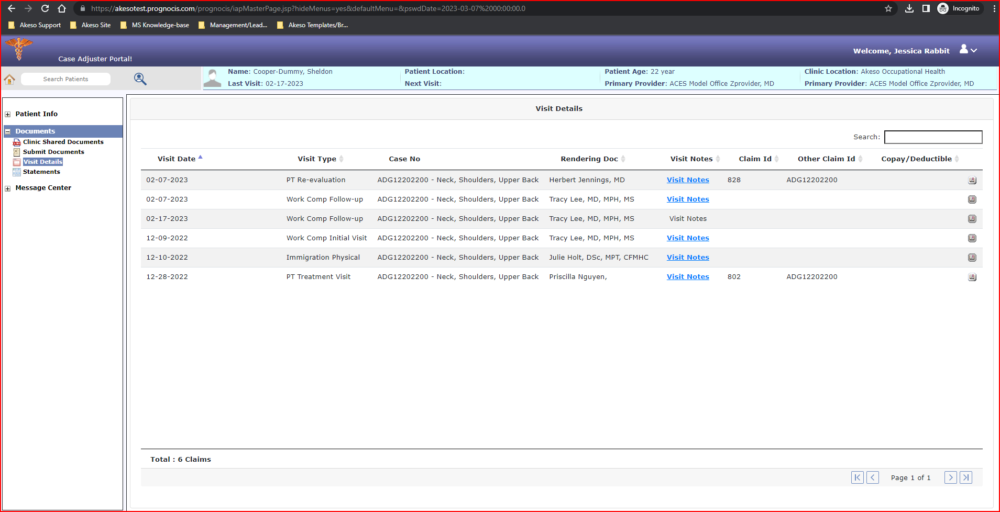 https://akesotest.prognocis.com/prognocis/iapMasterPage.jsp?hideMenus=yes&defaultMenu=&pswdDate=2023-03-07%2000:00:00.0 Incognito
Akeso Support Akeso Site MS Knowledge-base Management/Lead... Akeso Templates/Br...
Case Adjuster Portal! Welcome, Jessica Rabbit
Search Patients
Name: Cooper-Dummy, Sheldon Patient Location: Patient Age: 22 year Clinic Location: Akeso Occupational Health
Last Visit: 02-17-2023 Next Visit: Primary Provider: ACES Model Office Zprovider, MD Primary Provider: ACES Model Office Zprovider, MD
Patient Info
Documents
Clinic Shared Documents
Submit Documents
Visit Details
Statements
Message Center
Visit Details
Search:
Visit Date Visit Type Case No Rendering Doc Visit Notes Claim Id Other Claim Id Copay/Deductible
02-07-2023 PT Re-evaluation ADG12202200 - Neck, Shoulders, Upper Back Herbert Jennings, MD Visit Notes 828 ADG12202200
02-07-2023 Work Comp Follow-up ADG12202200 - Neck, Shoulders, Upper Back Tracy Lee, MD, MPH, MS Visit Notes
02-17-2023 Work Comp Follow-up ADG12202200 - Neck, Shoulders, Upper Back Tracy Lee, MD, MPH, MS Visit Notes
12-09-2022 Work Comp Initial Visit ADG12202200 - Neck, Shoulders, Upper Back Tracy Lee, MD, MPH, MS Visit Notes
12-10-2022 Immigration Physical ADG12202200 - Neck, Shoulders, Upper Back Julie Holt, DSc, MPT, CFMHC Visit Notes
12-28-2022 PT Treatment Visit ADG12202200 - Neck, Shoulders, Upper Back Priscilla Nguyen, Visit Notes 802 ADG12202200
Total : 6 Claims
Page 1 of 1